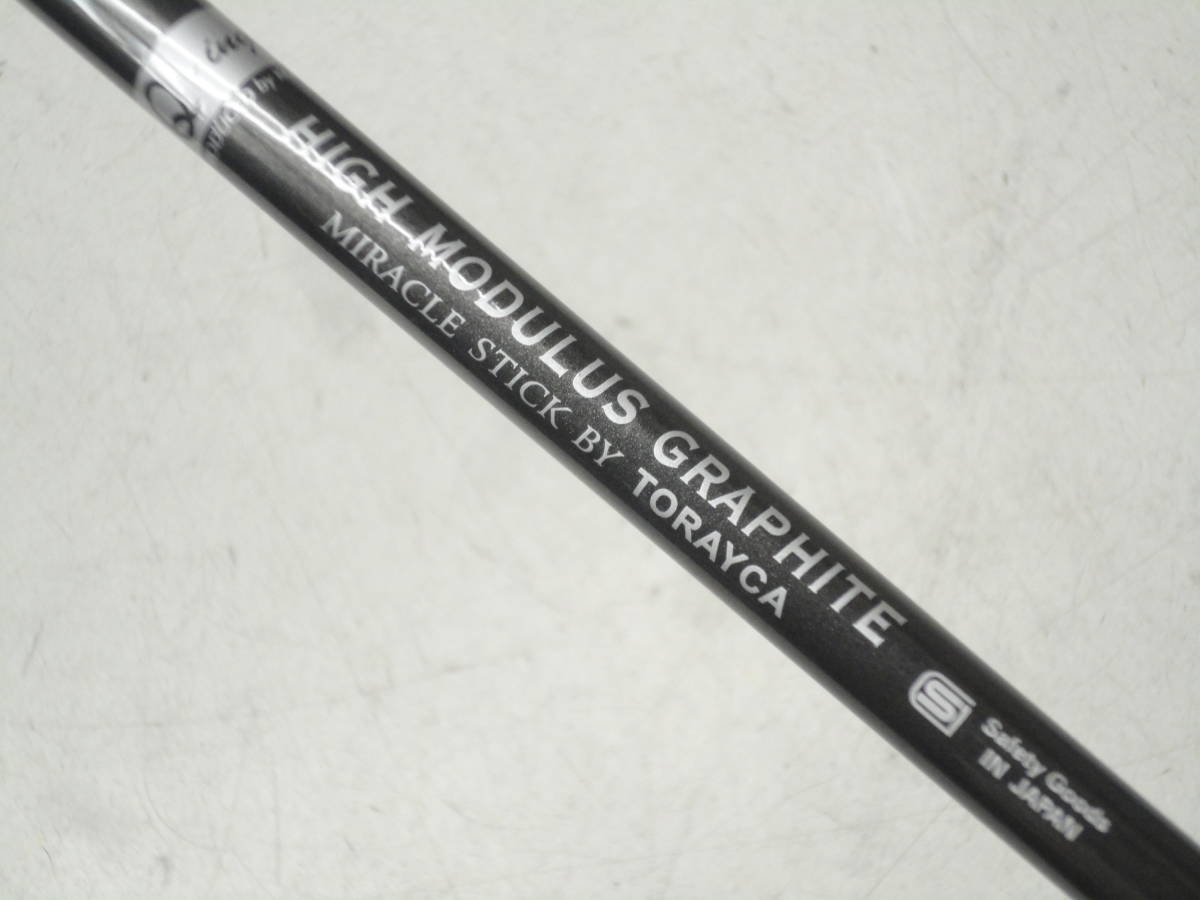 HIGH MODULUS GRAPHITE
MIRACLE STICK BY TORAYCA
S
Safety Goods
IN JAPAN